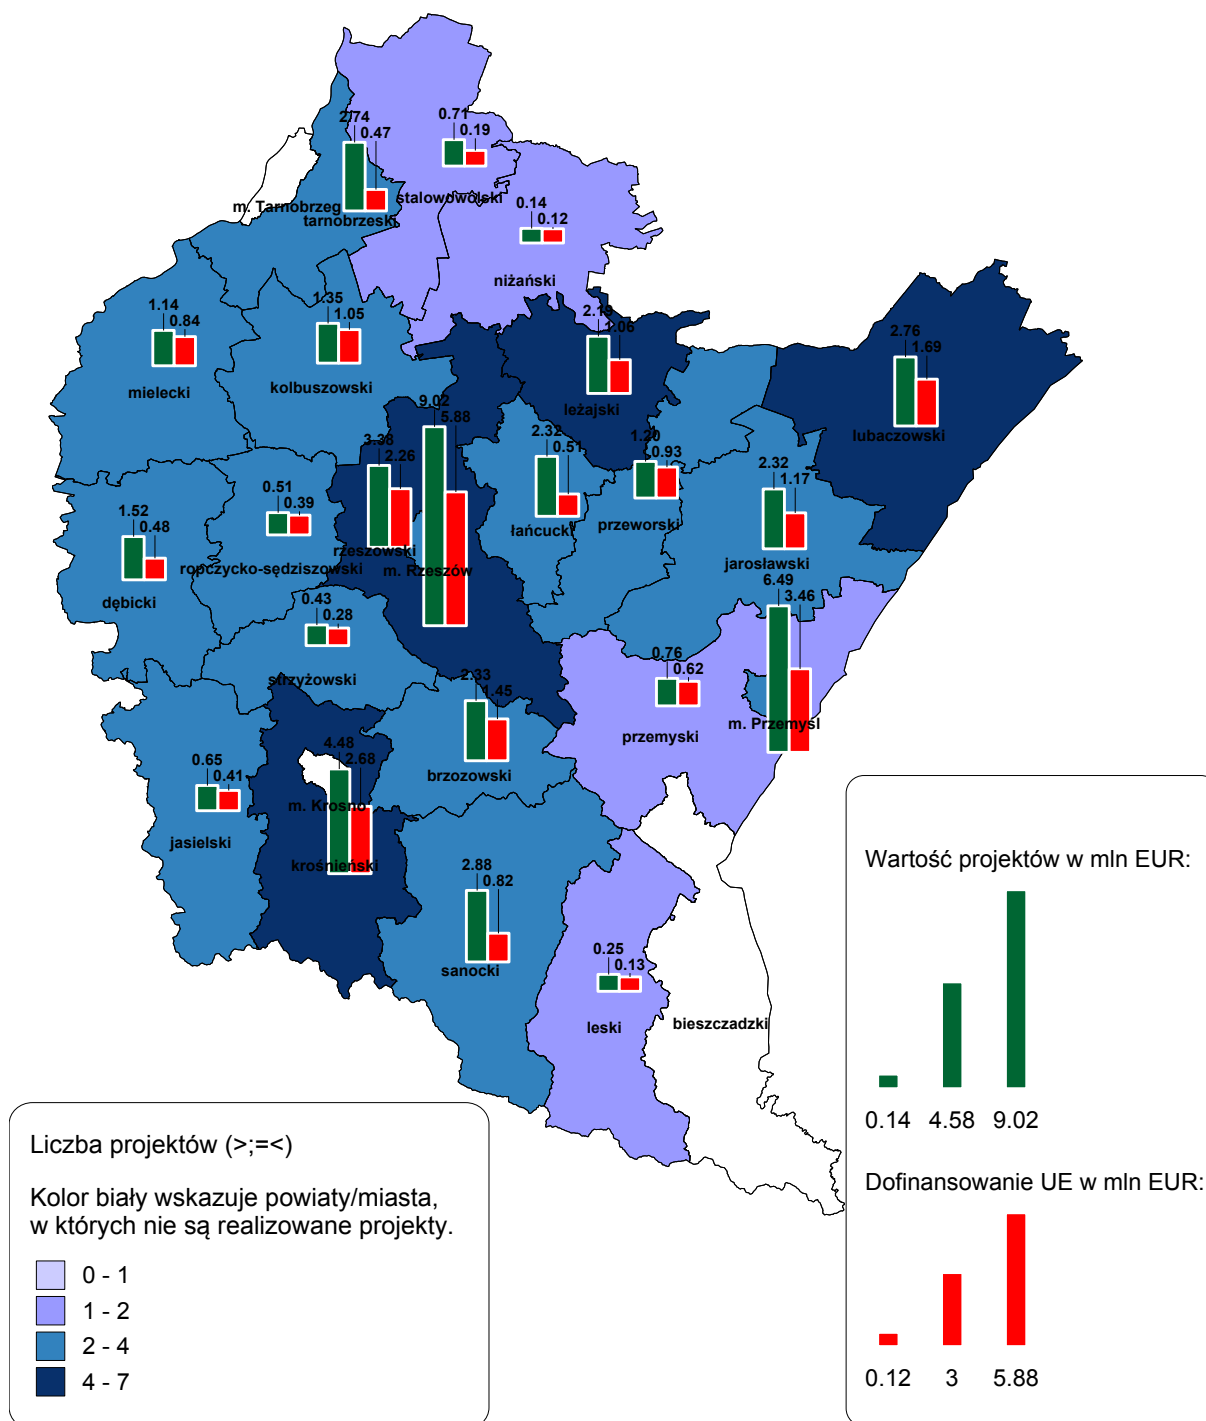 2.74
0.47
0.71
0.19
stalowowolski
m. Tarnobrzeg
tarnobrzeski
0.14
0.12
niżański
1.14
0.84
mielecki
1.35
1.05
kolbuszowski
2.19
1.06
leżajski
2.76
1.69
lubaczowski
9.02
5.88
3.38
2.26
rzeszowski
m. Rzeszów
2.32
0.51
łańcucki
1.20
0.93
przeworski
2.32
1.17
jarosławski
1.52
0.48
dębicki
0.51
0.39
ropczycko-sędziszowski
0.43
0.28
strzyżowski
6.49
3.46
m. Przemyśl
0.76
0.62
przemyski
2.33
1.45
brzozowski
0.65
0.41
jasielski
4.48
2.68
m. Krosno
krośnieński
2.88
0.82
sanocki
0.25
0.13
leski
bieszczadzki
Wartość projektów w mln EUR:
0.14 4.58 9.02
Dofinansowanie UE w mln EUR:
0.12 3 5.88
Liczba projektów (>;=<)
Kolor biały wskazuje powiaty/miasta,
w których nie są realizowane projekty.
0 - 1
1 - 2
2 - 4
4 - 7